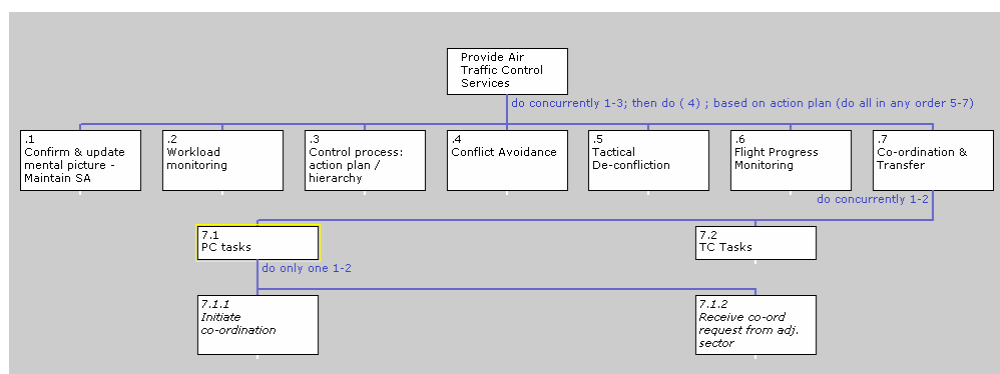 Provide Air
Traffic Control
Services
do concurrently 1-3; then do ( 4) ; based on action plan (do all in any order 5-7)
.1
Confirm & update
mental picture -
Maintain SA
.2
Workload
monitoring
.3
Control process:
action plan /
hierarchy
.4
Conflict Avoidance
.5
Tactical
De-confliction
.6
Flight Progress
Monitoring
.7
Co-ordination &
Transfer
do concurrently 1-2
7.1
PC tasks
7.2
TC Tasks
do only one 1-2
7.1.1
Initiate
co-ordination
7.1.2
Receive co-ord
request from adj.
sector